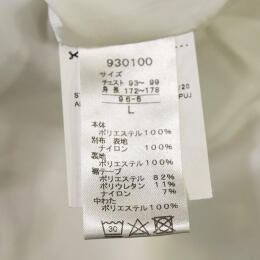 930100
サイズ
チェスト 93~ 99
身長 172~178
96-6
L
本体
ポリエステル100%
別布 表地
ナイロン 100%
裏地
ポリエステル100%
裾テープ
ポリエステル 82%
ポリウレタン 11%
ナイロン 7%
中わた
ポリエステル100%
30